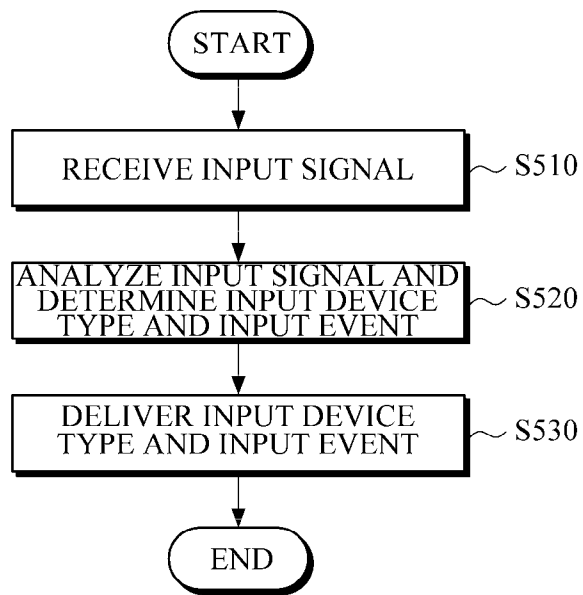 START
RECEIVE INPUT SIGNAL
S510
ANALYZE INPUT SIGNAL AND
DETERMINE INPUT DEVICE
TYPE AND INPUT EVENT
S520
DELIVER INPUT DEVICE
TYPE AND INPUT EVENT
S530
END